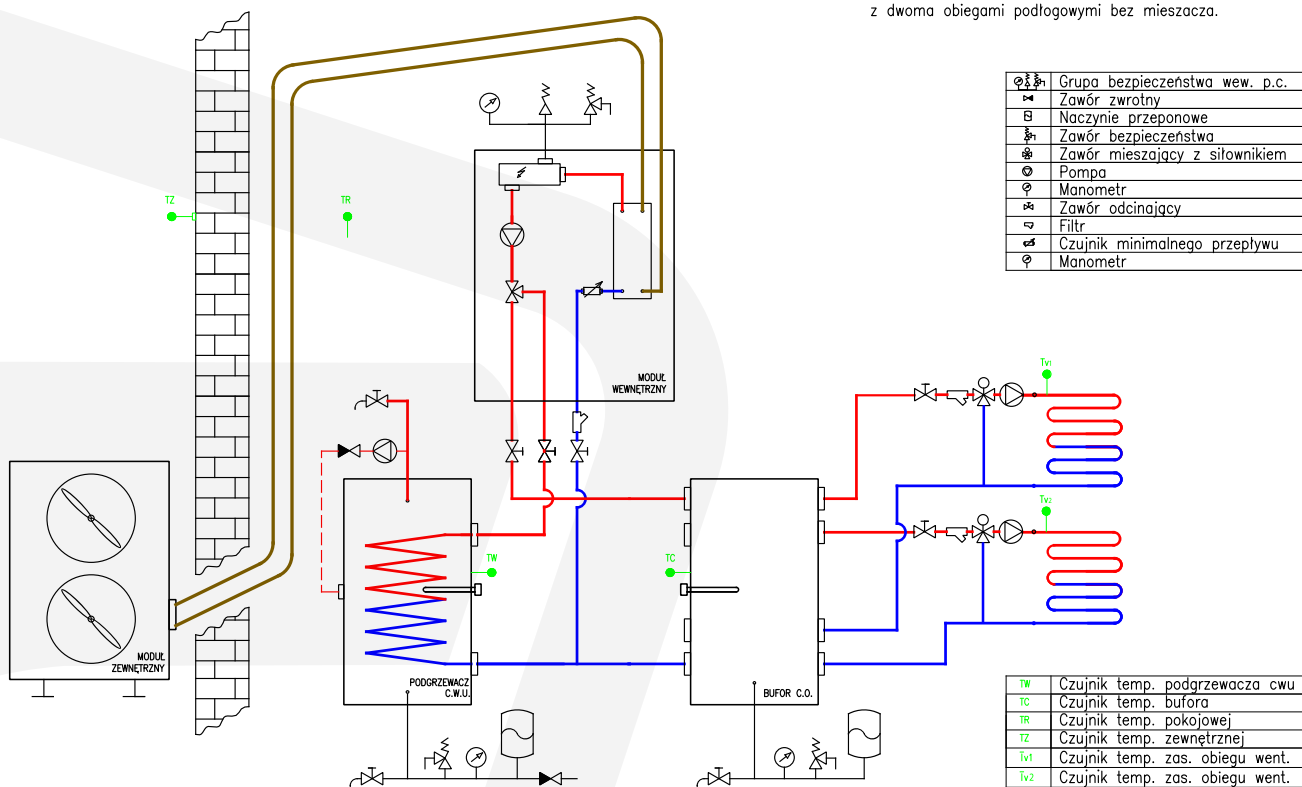 z dwoma obiegami podłogowymi bez mieszacza.
Grupa bezpieczeństwa wew. p.c.
Zawór zwrotny
Naczynie przeponowe
Zawór bezpieczeństwa
Zawór mieszający z siłownikiem
Pompa
Manometr
Zawór odcinający
Filtr
Czujnik minimalnego przepływu
Manometr
TZ
TR
MODUŁ
WEWNĘTRZNY
Tv1
Tv2
TW
TC
MODUŁ
ZEWNĘTRZNY
PODGRZEWACZ
C.W.U.
BUFOR C.O.
TW Czujnik temp. podgrzewacza cwu
TC Czujnik temp. bufora
TR Czujnik temp. pokojowej
TZ Czujnik temp. zewnętrznej
Tv1 Czujnik temp. zas. obiegu went.
Tv2 Czujnik temp. zas. obiegu went.